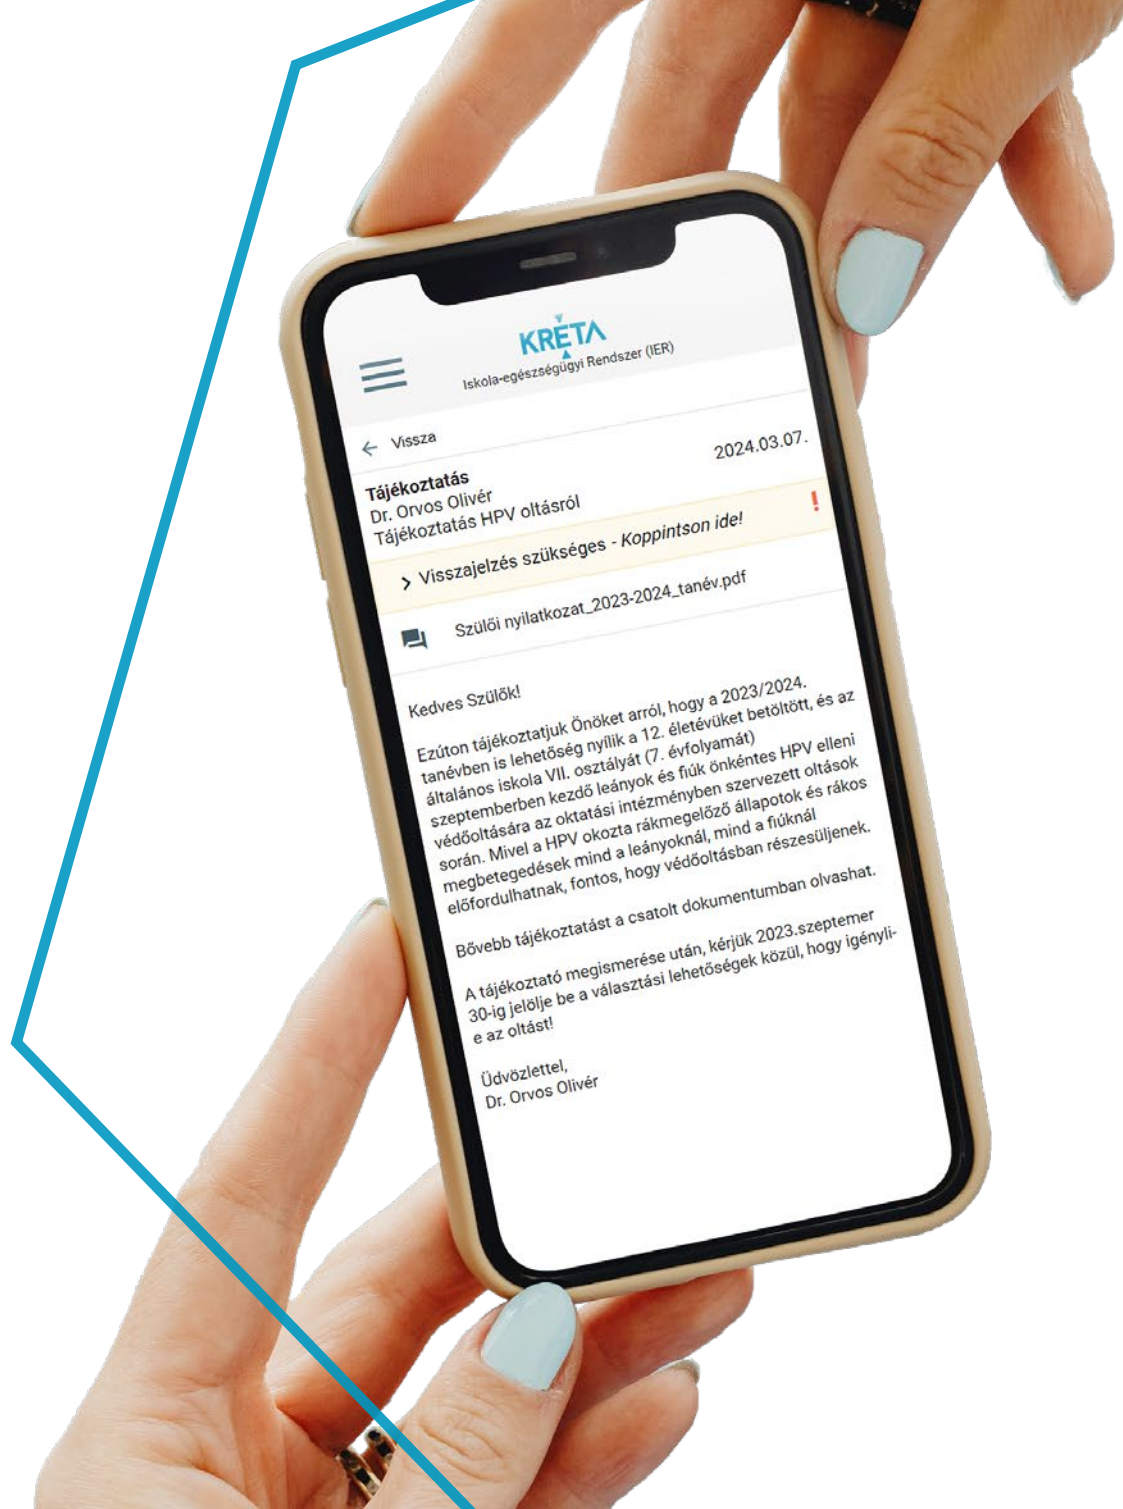 KRÉTA
Iskola-egészségügyi Rendszer (IER)
← Vissza
Tájékoztatás
2024.03.07.
Dr. Orvos Olivér
Tájékoztatás HPV oltásról
> Visszajelzés szükséges - Koppintson ide!
!
Szülői nyilatkozat_2023-2024_tanév.pdf
Kedves Szülők!
Ezúton tájékoztatjuk Önöket arról, hogy a 2023/2024.
tanévben is lehetőség nyílik a 12. életévüket betöltött, és az
általános iskola VII. osztályát (7. évfolyamát)
szeptemberben kezdő leányok és fiúk önkéntes HPV elleni
védőoltására az oktatási intézményben szervezett oltások
során. Mivel a HPV okozta rákmegelőző állapotok és rákos
megbetegedések mind a leányoknál, mind a fiúknál
előfordulhatnak, fontos, hogy védőoltásban részesüljenek.
Bővebb tájékoztatást a csatolt dokumentumban olvashat.
A tájékoztató megismerése után, kérjük 2023.szeptemer
30-ig jelölje be a választási lehetőségek közül, hogy igényli-
e az oltást!
Üdvözlettel,
Dr. Orvos Olivér